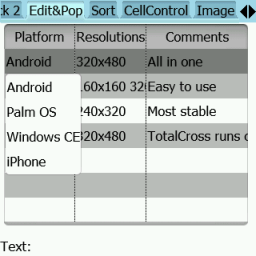 k 2 Edit&Pop Sort CellControl Image
Platform Resolutions Comments
Android 320x480 All in one
Android 160x160 32 Easy to use
Palm OS 240x320 Most stable
Windows CE 320x480 TotalCross runs
iPhone
Text: